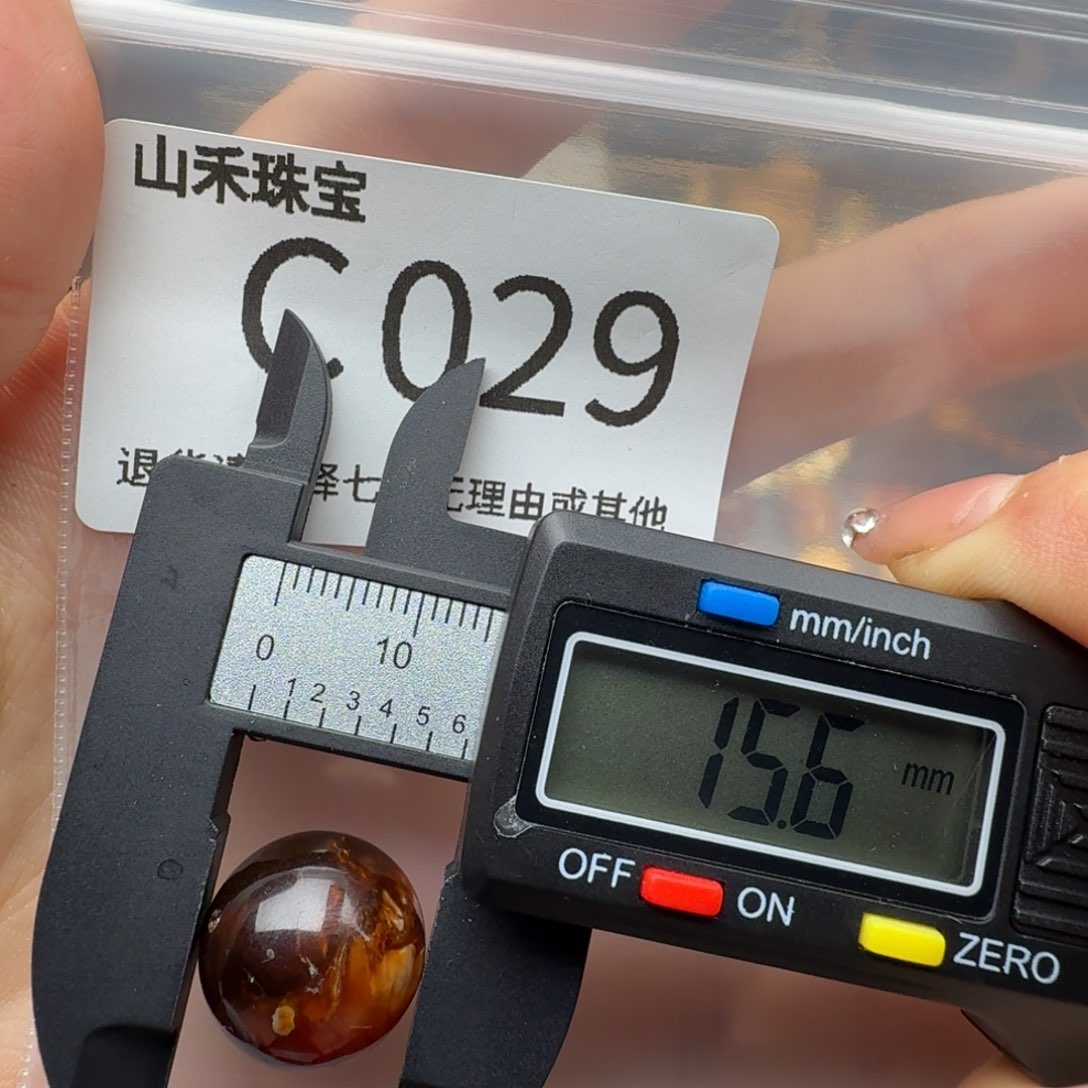 山禾珠宝
C029
退 择七 无理由或其他
0 10
1 2 3 4 5 6
mm/inch
15.6 mm
OFF ON
ZERO